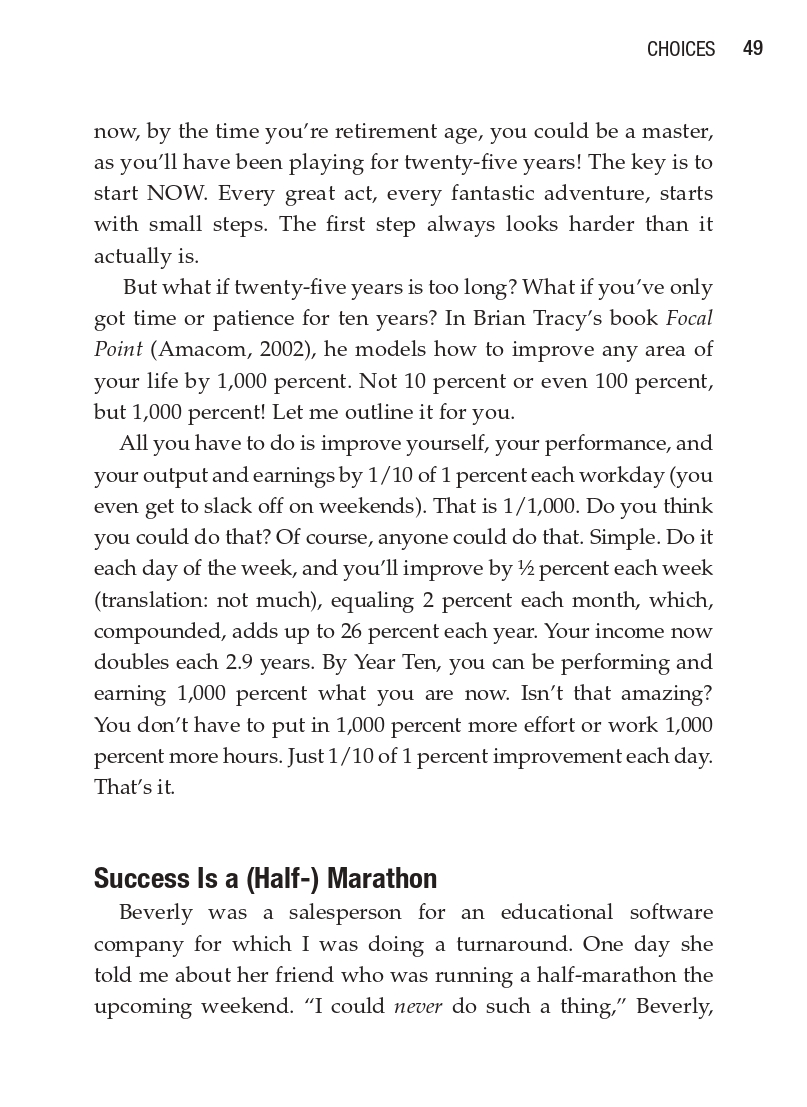 CHOICES 49
now, by the time you’re retirement age, you could be a master,
as you’ll have been playing for twenty-five years! The key is to
start NOW. Every great act, every fantastic adventure, starts
with small steps. The first step always looks harder than it
actually is.
But what if twenty-five years is too long? What if you’ve only
got time or patience for ten years? In Brian Tracy’s book Focal
Point (Amacom, 2002), he models how to improve any area of
your life by 1,000 percent. Not 10 percent or even 100 percent,
but 1,000 percent! Let me outline it for you.
All you have to do is improve yourself, your performance, and
your output and earnings by 1/10 of 1 percent each workday (you
even get to slack off on weekends). That is 1/1,000. Do you think
you could do that? Of course, anyone could do that. Simple. Do it
each day of the week, and you’ll improve by ½ percent each week
(translation: not much), equaling 2 percent each month, which,
compounded, adds up to 26 percent each year. Your income now
doubles each 2.9 years. By Year Ten, you can be performing and
earning 1,000 percent what you are now. Isn’t that amazing?
You don’t have to put in 1,000 percent more effort or work 1,000
percent more hours. Just 1/10 of 1 percent improvement each day.
That’s it.
Success Is a (Half-) Marathon
Beverly was a salesperson for an educational software
company for which I was doing a turnaround. One day she
told me about her friend who was running a half-marathon the
upcoming weekend. “I could never do such a thing,” Beverly,